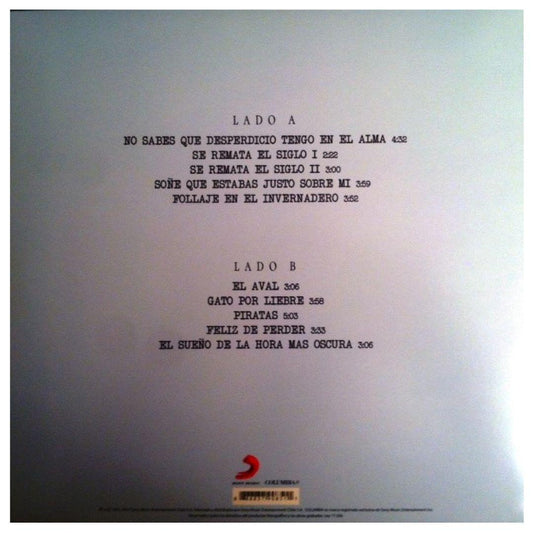 LADO A
NO SABES QUE DESPERDICIO TENGO EN EL ALMA 4:32
SE REMATA EL SIGLO I 2:22
SE REMATA EL SIGLO II 3:00
SOÑE QUE ESTABAS JUSTO SOBRE MI 3:59
FOLLAJE EN EL INVERNADERO 3:52
LADO B
EL AVAL 3:06
GATO POR LIEBRE 3:58
PIRATAS 5:03
FELIZ DE PERDER 3:33
EL SUEÑO DE LA HORA MAS OSCURA 3:06
SONY MUSIC COLUMBIA